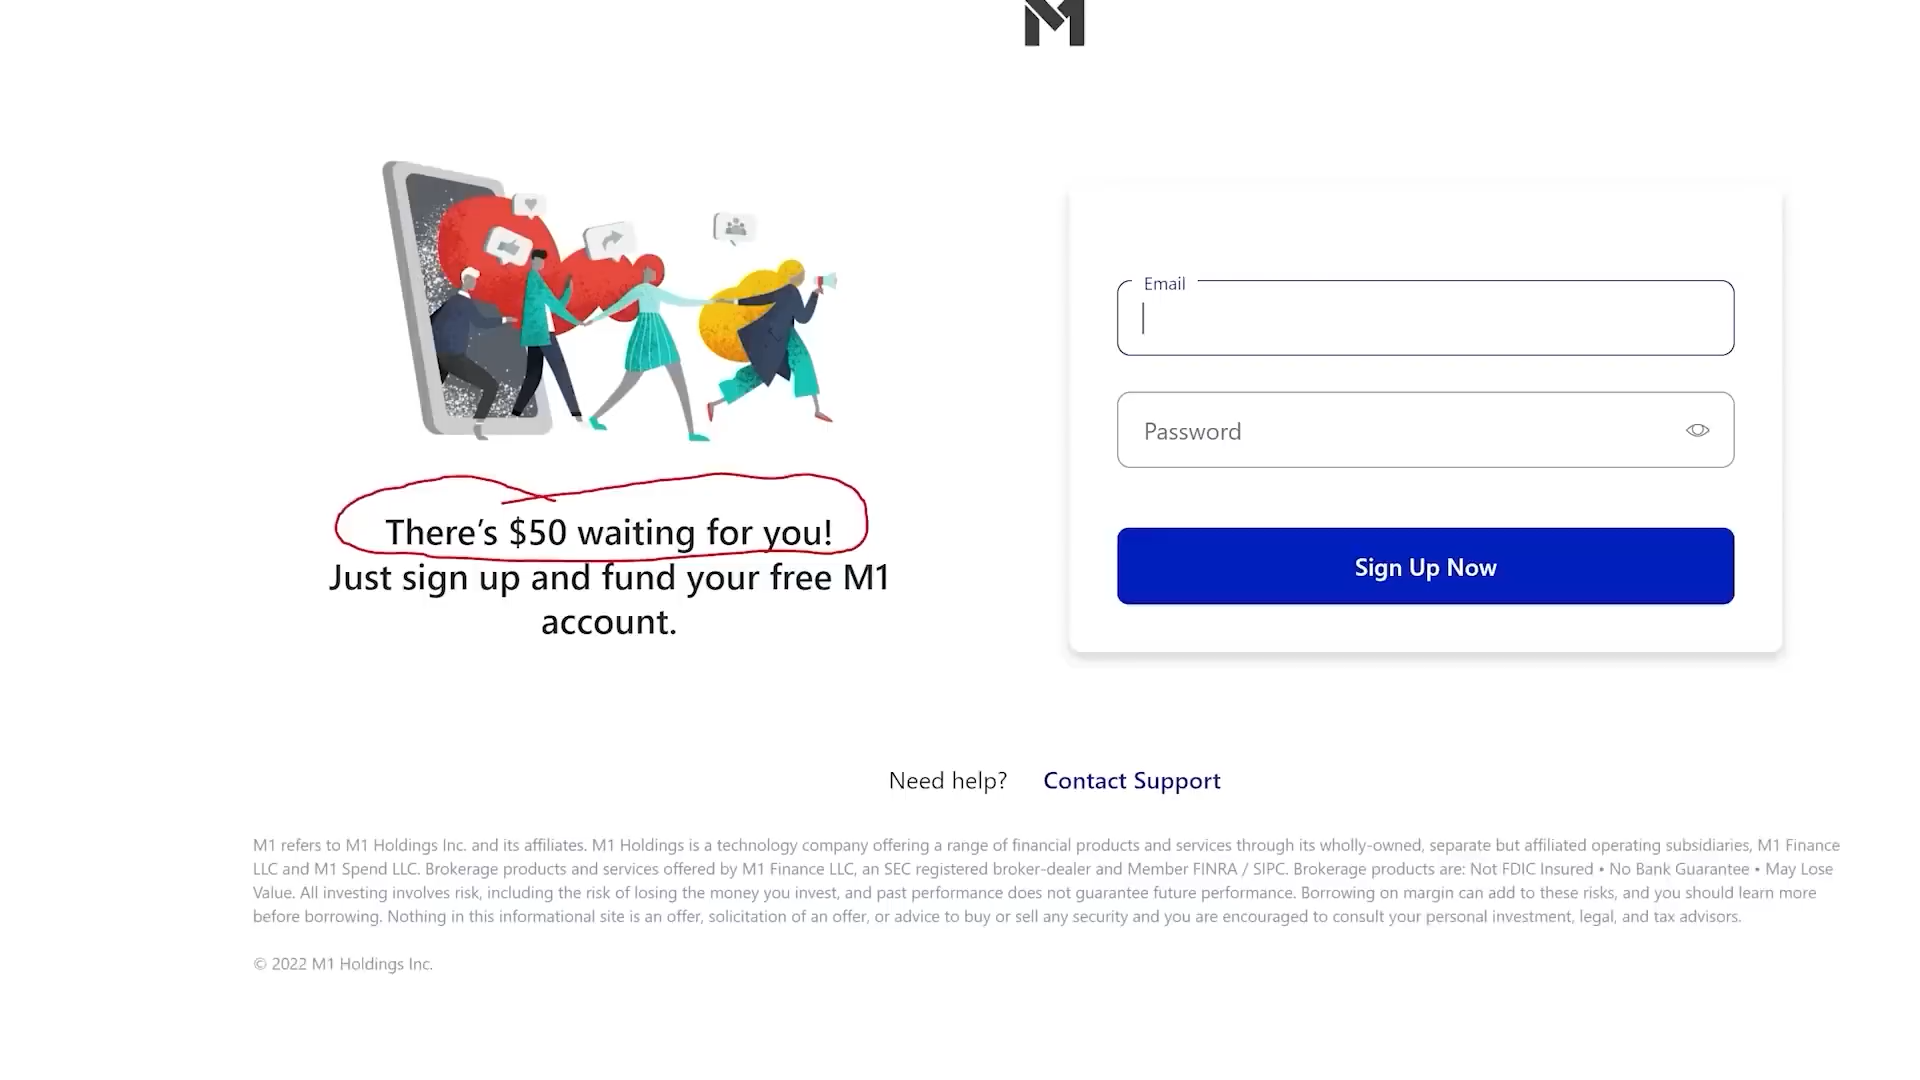 M
Email
Password
There's $50 waiting for you!
Just sign up and fund your free M1
account.
Sign Up Now
Need help? Contact Support
M1 refers to M1 Holdings Inc. and its affiliates. M1 Holdings is a technology company offering a range of financial products and services through its wholly-owned, separate but affiliated operating subsidiaries, M1 Finance
LLC and M1 Spend LLC. Brokerage products and services offered by M1 Finance LLC, an SEC registered broker-dealer and Member FINRA / SIPC. Brokerage products are: Not FDIC Insured • No Bank Guarantee • May Lose
Value. All investing involves risk, including the risk of losing the money you invest, and past performance does not guarantee future performance. Borrowing on margin can add to these risks, and you should learn more
before borrowing. Nothing in this informational site is an offer, solicitation of an offer, or advice to buy or sell any security and you are encouraged to consult your personal investment, legal, and tax advisors.
© 2022 M1 Holdings Inc.